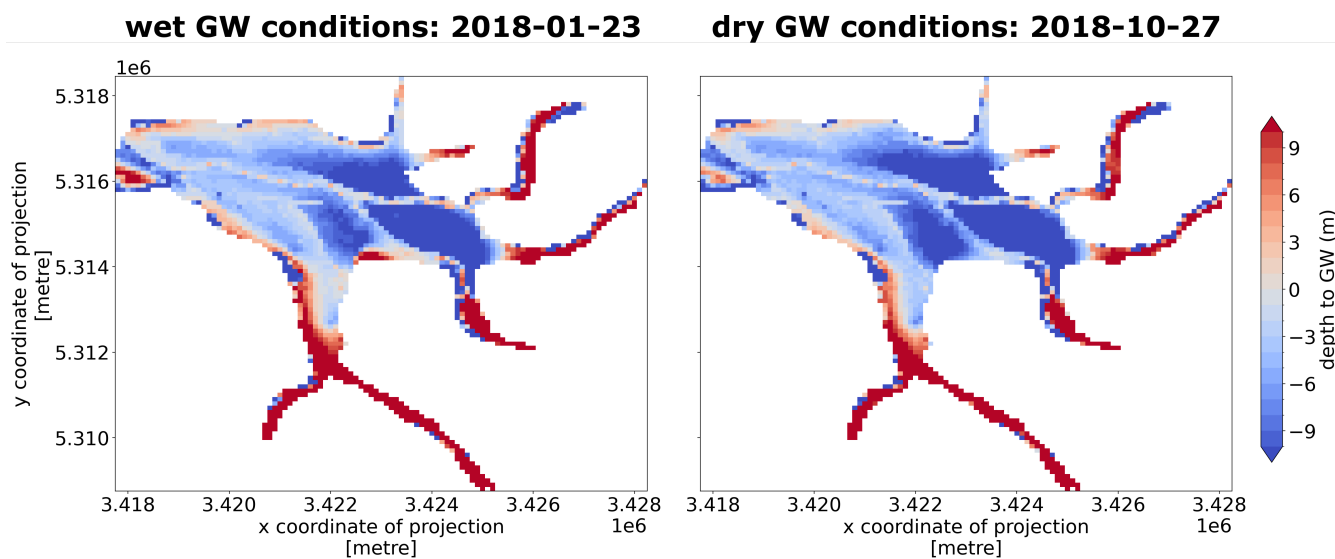 wet GW conditions: 2018-01-23
dry GW conditions: 2018-10-27
1e6
5.318
5.316
5.314
5.312
5.310
y coordinate of projection
[metre]
3.418 3.420 3.422 3.424 3.426 3.428
x coordinate of projection
[metre]
1e6
3.418 3.420 3.422 3.424 3.426 3.428
x coordinate of projection
[metre]
1e6
9
6
3
0
−3
−6
−9
depth to GW (m)